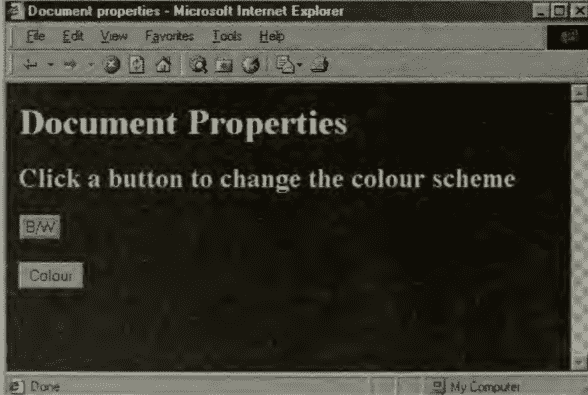 Document properties - Microsoft Internet Explorer
File Edit View Favorites Tools Help
Document Properties
Click a button to change the colour scheme
B/W
Colour
Done
My Computer